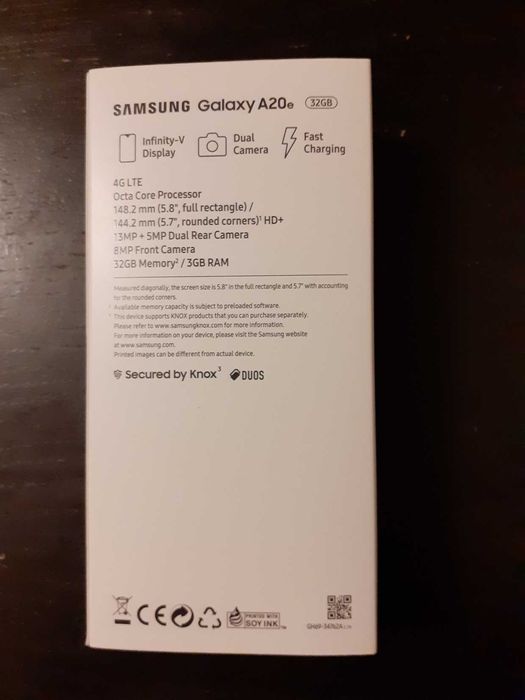 SAMSUNG Galaxy A20e 32GB
Infinity-V Display
Dual Camera
Fast Charging
4G LTE
Octa Core Processor
148.2 mm (5.8", full rectangle) /
144.2 mm (5.7", rounded corners)¹ HD+
13MP + 5MP Dual Rear Camera
8MP Front Camera
32GB Memory² / 3GB RAM
Measured diagonally, the screen size is 5.8" in the full rectangle and 5.7" with accounting
for the rounded corners.
² Available memory capacity is subject to preloaded software.
³ This device supports KNOX products that you can purchase separately.
Please refer to www.samsungknox.com for more information.
For more information on your device, please visit the Samsung website
at www.samsung.com.
Printed images can be different from actual device.
Secured by Knox³ DUOS
CE
PRINTED WITH
SOY INK